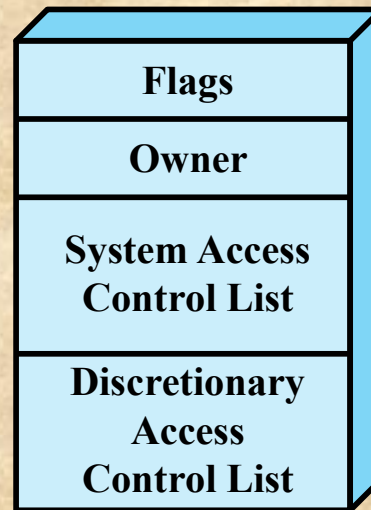 Flags
Owner
System Access
Control List
Discretionary
Access
Control List